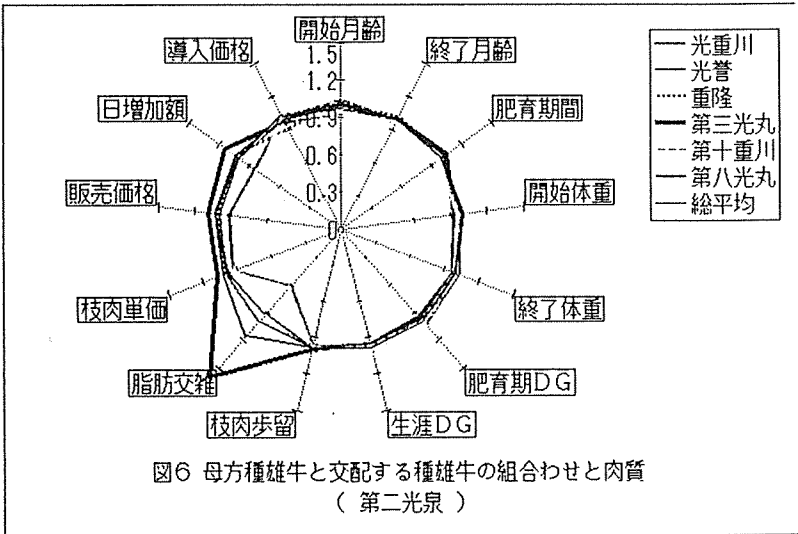 開始月齢
終了月齢
肥育期間
開始体重
終了体重
肥育期DG
生涯DG
枝肉歩留
脂肪交雑
枝肉単価
販売価格
日増加額
導入価格
1.5
1.2
0.9
0.6
0.3
0
光重川
光誉
重隆
第三光丸
第十重川
第八光丸
総平均
図6 母方種雄牛と交配する種雄牛の組合わせと肉質
( 第二光泉 )